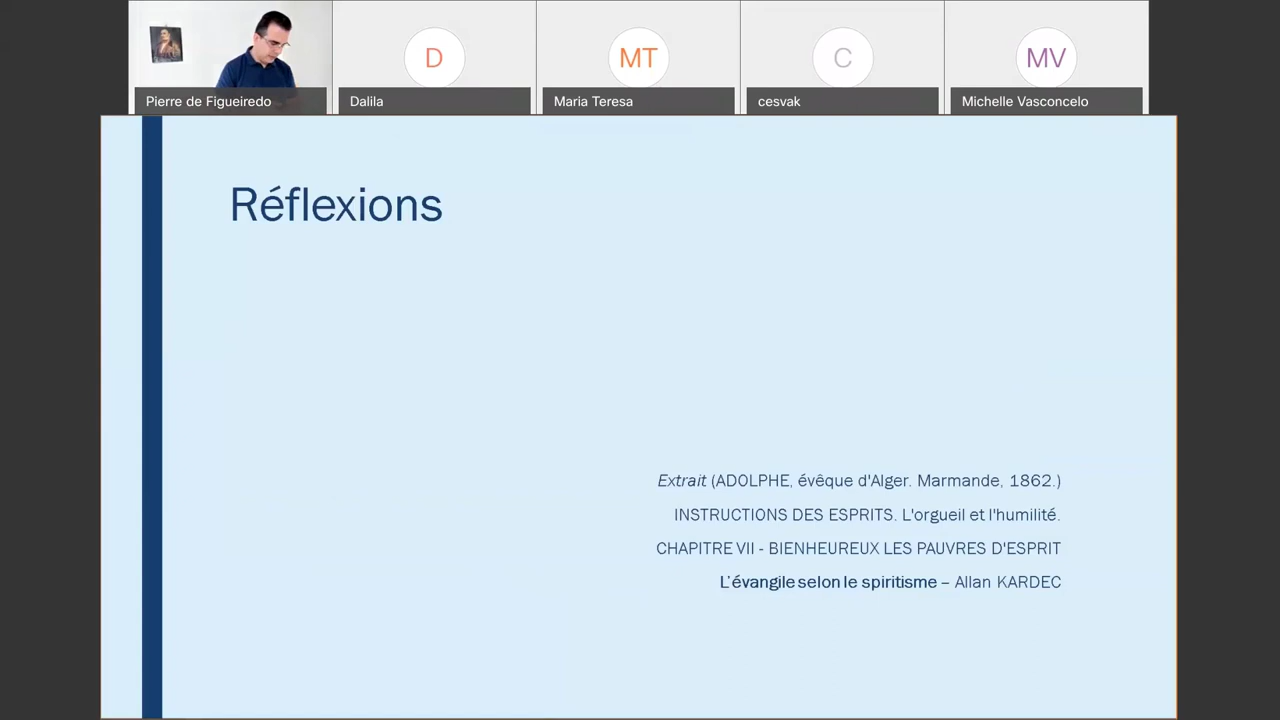 D
MT
C
MV
Pierre de Figueiredo
Dalila
Maria Teresa
cesvak
Michelle Vasconcelo
Réflexions
Extrait (ADOLPHE, évêque d'Alger. Marmande, 1862.)
INSTRUCTIONS DES ESPRITS. L'orgueil et l'humilité.
CHAPITRE VII - BIENHEUREUX LES PAUVRES D'ESPRIT
L'évangile selon le spiritisme – Allan KARDEC